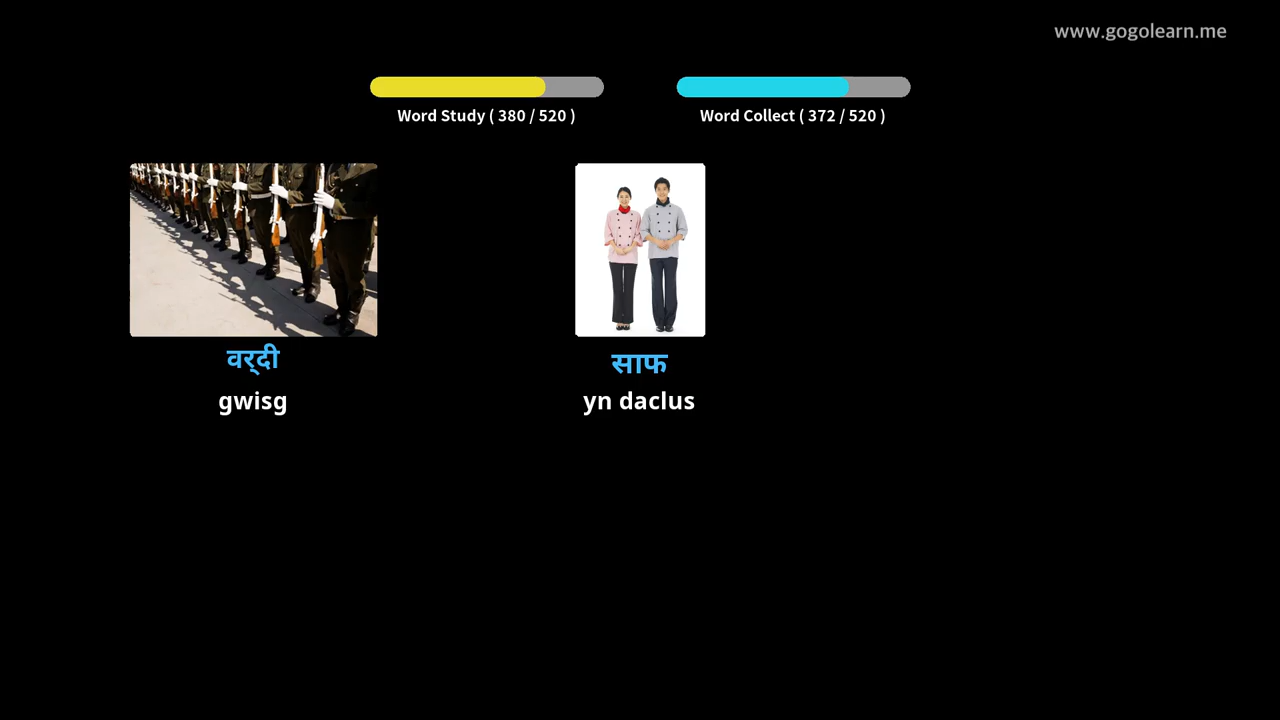 www.gogolearn.me
Word Study ( 380 / 520 )
Word Collect ( 372 / 520 )
वर्‌दी
साफ
gwisg
yn daclus